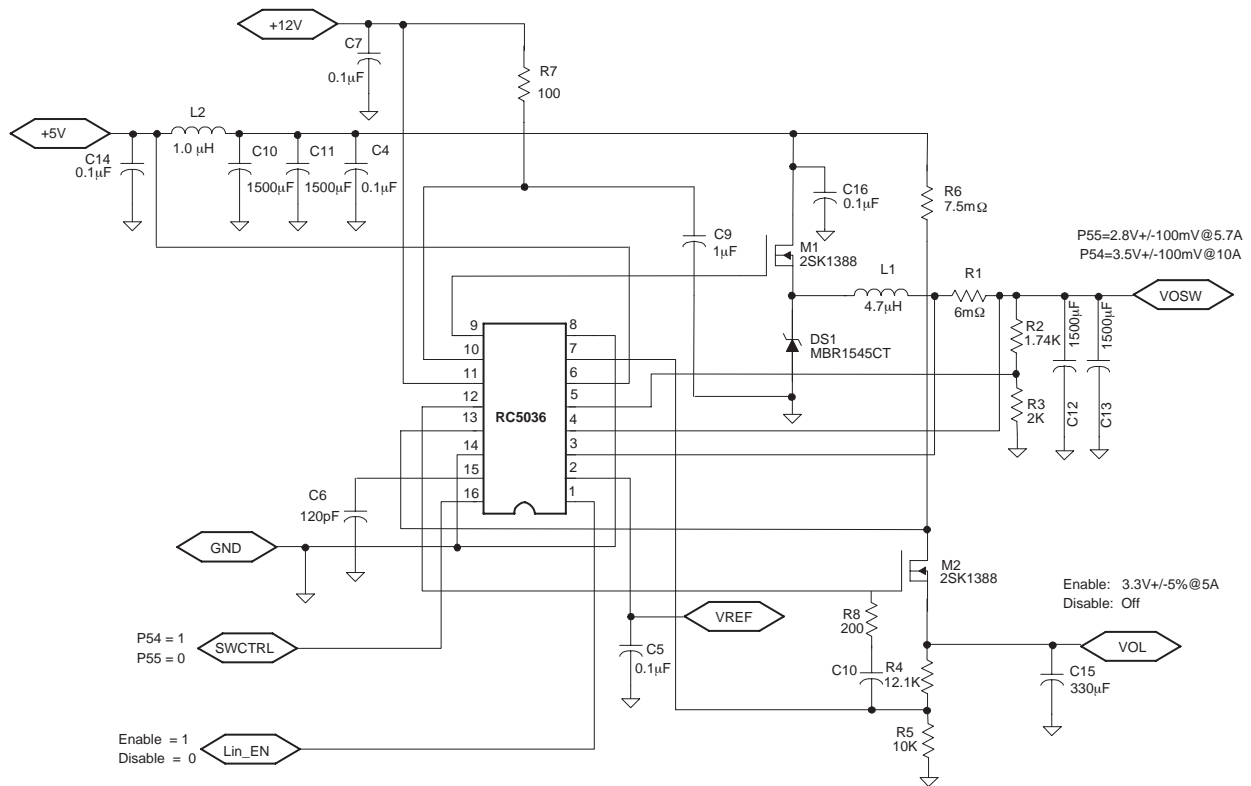 +12V
C7
0.1µF
R7
100
+5V
L2
1.0 µH
C14
0.1µF
C10
1500µF
C11
1500µF
C4
0.1µF
C16
0.1µF
R6
7.5mΩ
C9
1µF
M1
2SK1388
L1
4.7µH
R1
6mΩ
P55=2.8V+/-100mV@5.7A
P54=3.5V+/-100mV@10A
VOSW
DS1
MBR1545CT
R2
1.74K
R3
2K
1500µF
C12
1500µF
C13
9
10
11
12
13
14
15
16
RC5036
8
7
6
5
4
3
2
1
C6
120pF
GND
M2
2SK1388
Enable: 3.3V+/-5%@5A
Disable: Off
VREF
R8
200
P54 = 1
P55 = 0
SWCTRL
C5
0.1µF
C10
R4
12.1K
VOL
C15
330µF
R5
10K
Enable = 1
Disable = 0
Lin_EN